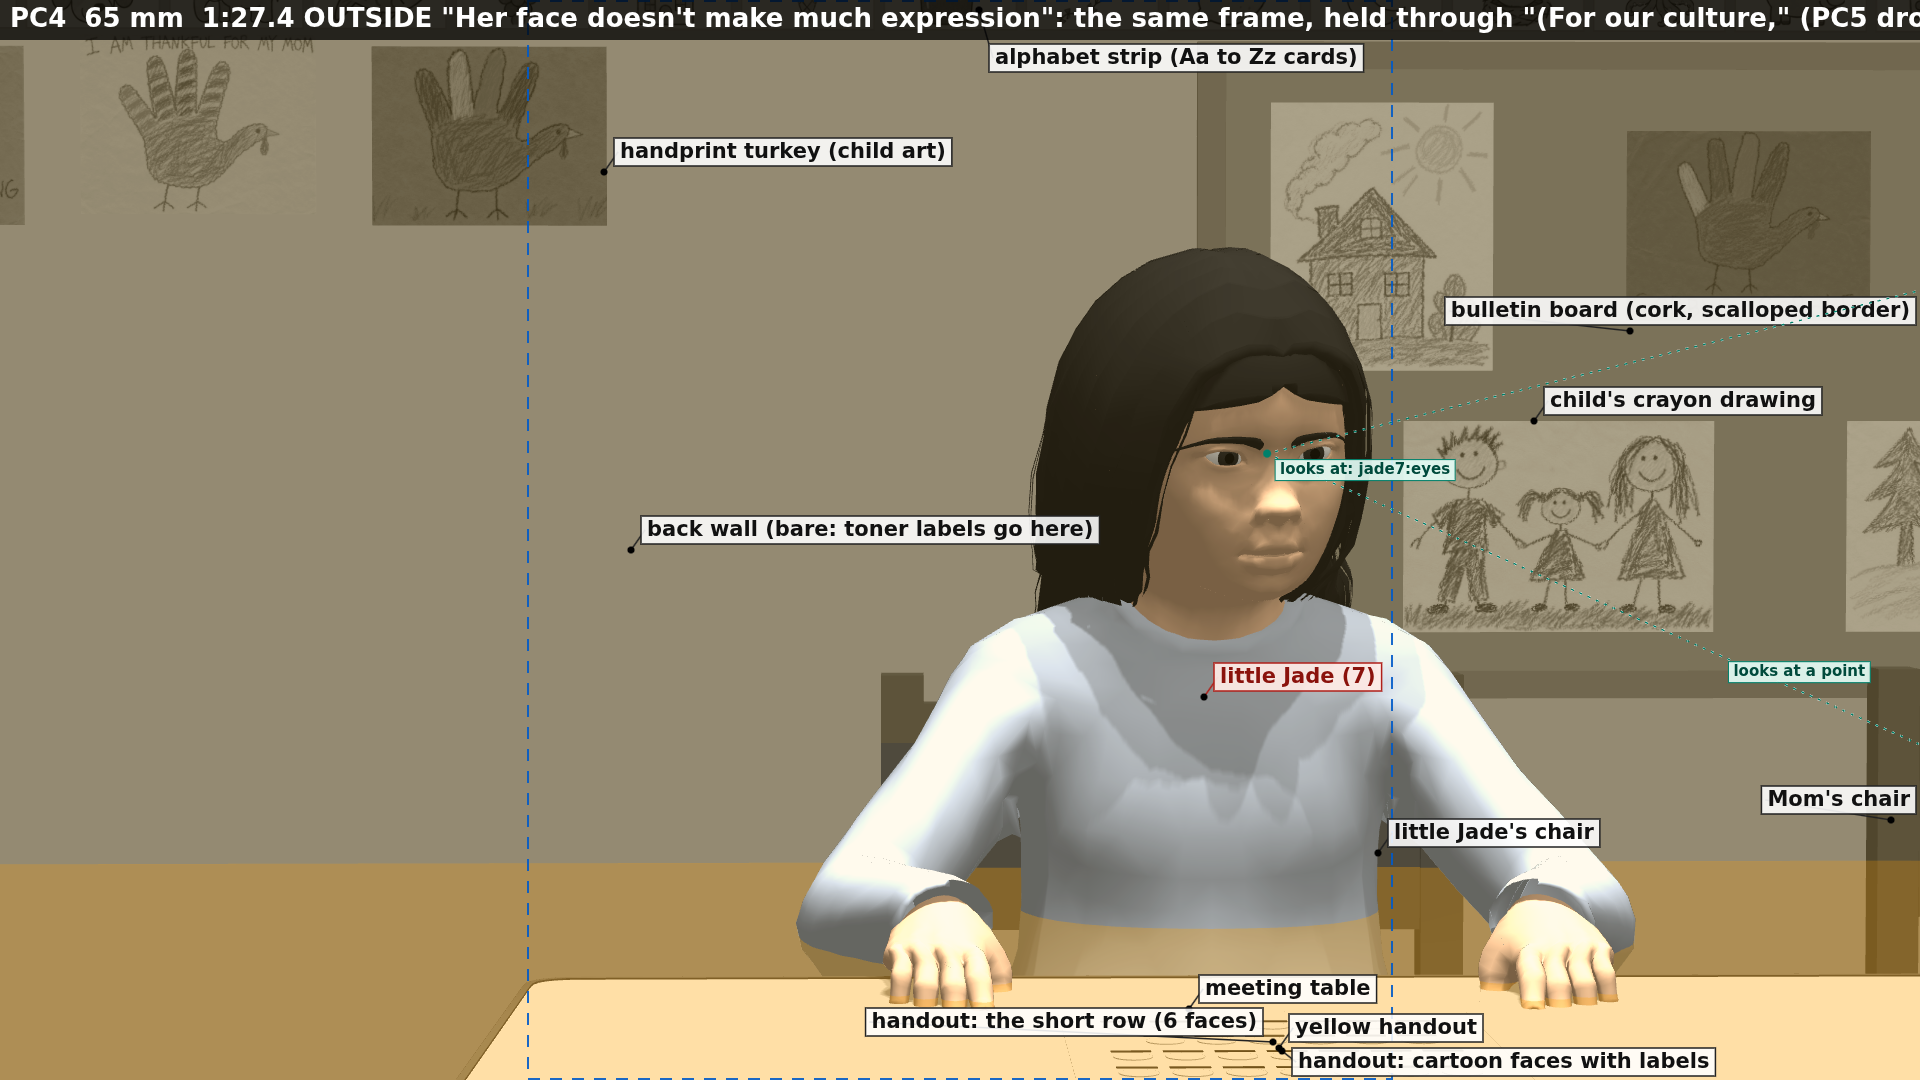 PC4 65 mm 1:27.4 OUTSIDE "Her face doesn't make much expression": the same frame, held through "(For our culture," (PC5 dro
I AM THANKFUL FOR MY MOM
alphabet strip (Aa to Zz cards)
handprint turkey (child art)
NG
bulletin board (cork, scalloped border)
child's crayon drawing
looks at: jade7:eyes
back wall (bare: toner labels go here)
looks at a point
little Jade (7)
Mom's chair
little Jade's chair
meeting table
handout: the short row (6 faces)
yellow handout
handout: cartoon faces with labels